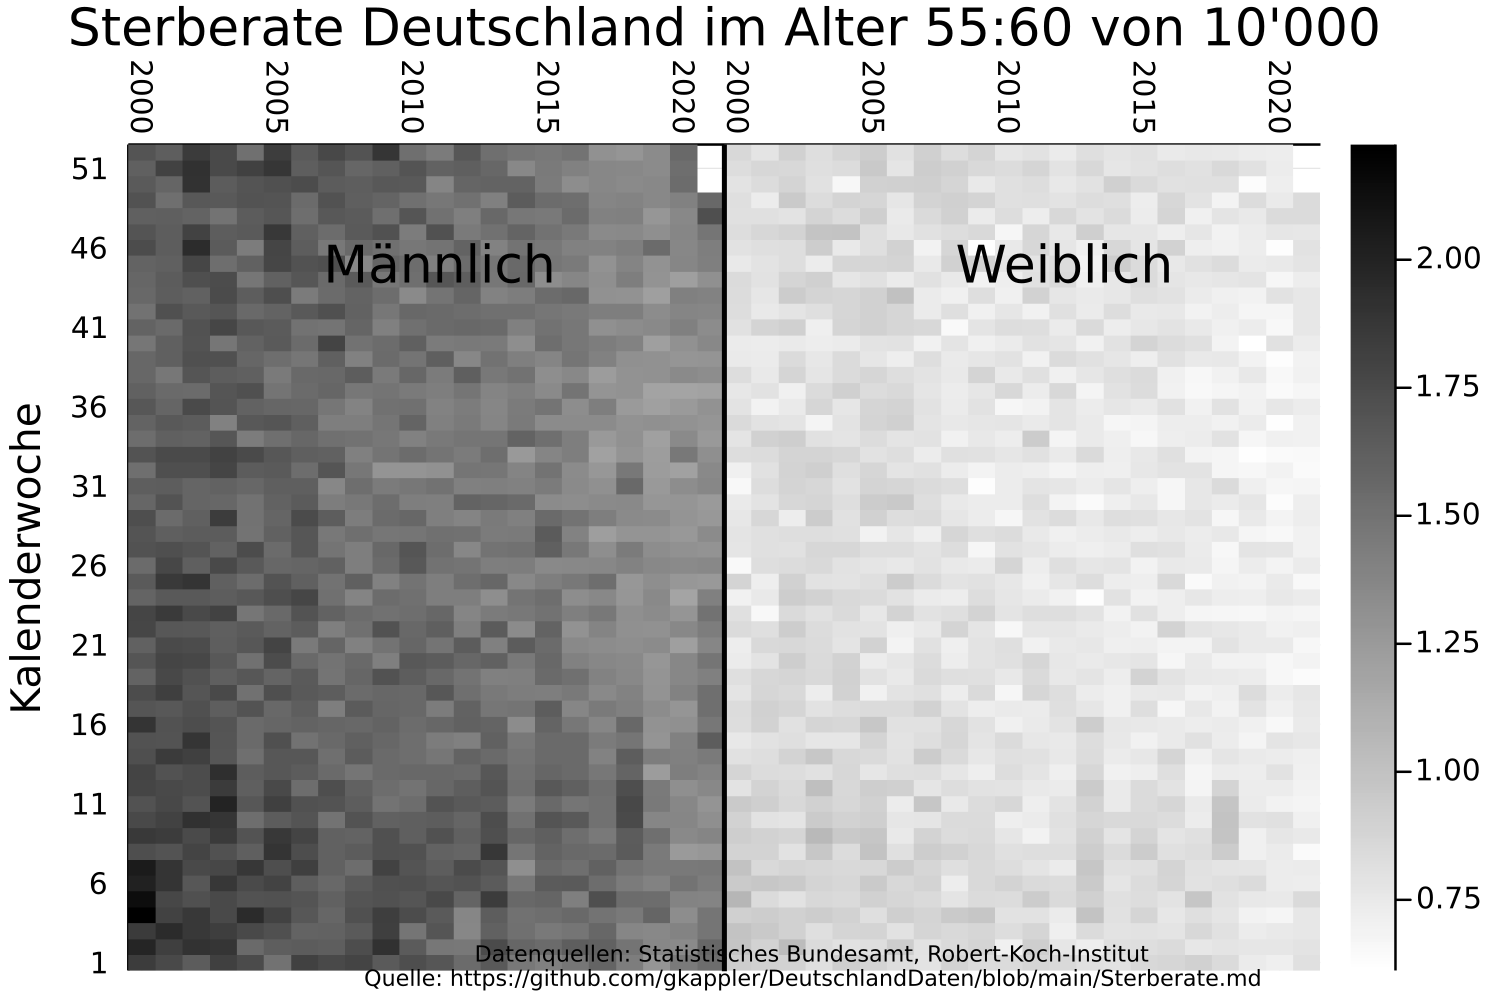 Sterberate Deutschland im Alter 55:60 von 10'000
2000 2005 2010 2015 2020 2000 2005 2010 2015 2020
Kalenderwoche
51
46
41
36
31
26
21
16
11
6
1
Männlich
Weiblich
2.00
1.75
1.50
1.25
1.00
0.75
Datenquellen: Statistisches Bundesamt, Robert-Koch-Institut
Quelle: https://github.com/gkappler/DeutschlandDaten/blob/main/Sterberate.md